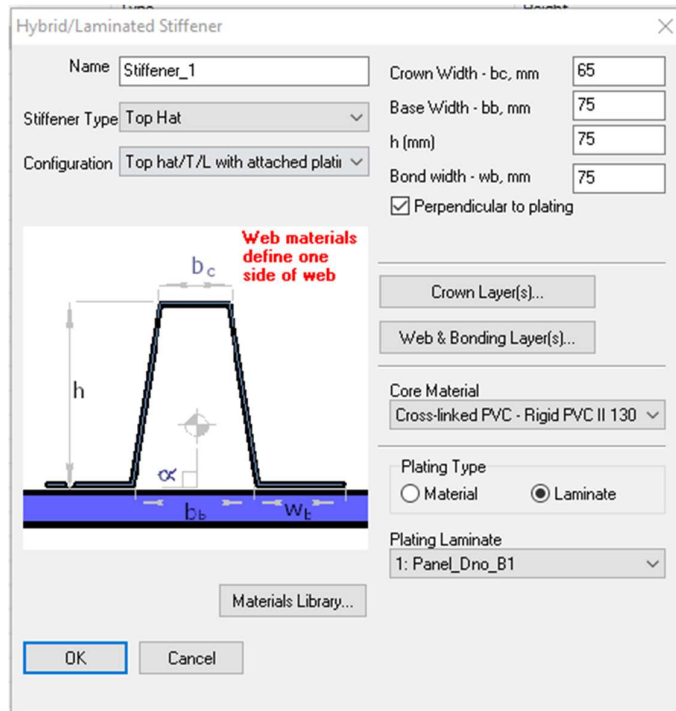 Hybrid/Laminated Stiffener
Name Stiffener_1
Stiffener Type Top Hat
Configuration Top hat/T/L with attached platin
Crown Width - bc, mm 65
Base Width - bb, mm 75
h (mm) 75
Bond width - wb, mm 75
Perpendicular to plating
Web materials
define one
side of web
bc
h
α
bb
wb
Crown Layer(s)...
Web & Bonding Layer(s)...
Core Material
Cross-linked PVC - Rigid PVC II 130
Plating Type
Material Laminate
Plating Laminate
1: Panel_Dno_B1
Materials Library...
OK Cancel